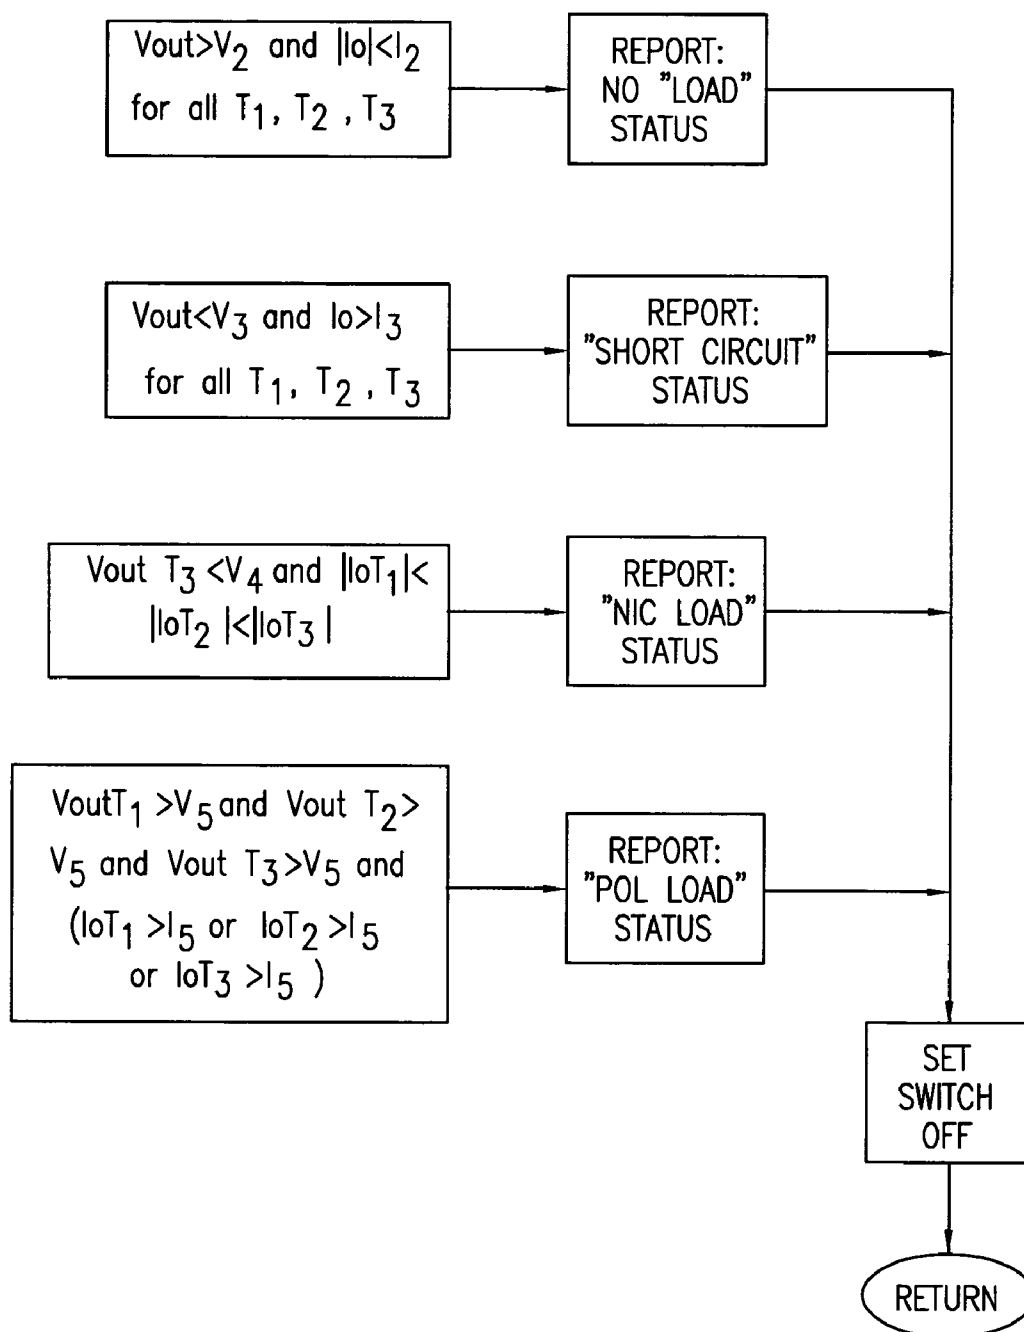 Vout>V2 and |Io|<I2
for all T1, T2 , T3
REPORT:
NO "LOAD"
STATUS
Vout<V3 and Io>I3
for all T1, T2 , T3
REPORT:
"SHORT CIRCUIT"
STATUS
Vout T3 <V4 and |IoT1|<
|IoT2 |<|IoT3 |
REPORT:
"NIC LOAD"
STATUS
VoutT1 >V5 and Vout T2>
V5 and Vout T3>V5 and
(IoT1 >I5 or IoT2 >I5
or IoT3 >I5 )
REPORT:
"POL LOAD"
STATUS
SET
SWITCH
OFF
RETURN